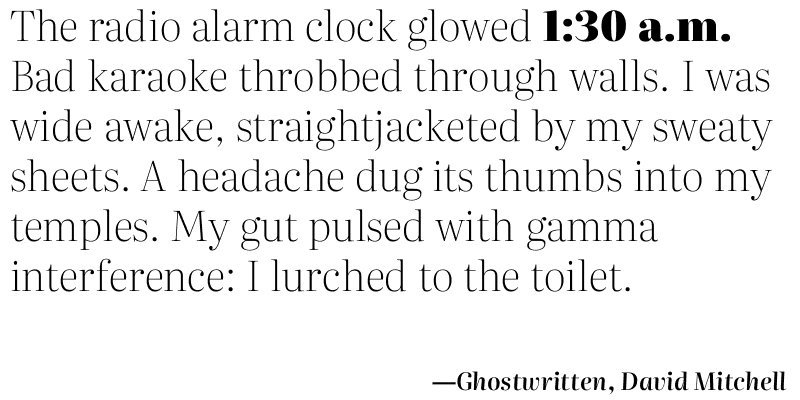 The radio alarm clock glowed 1:30 a.m.
Bad karaoke throbbed through walls. I was
wide awake, straightjacketed by my sweaty
sheets. A headache dug its thumbs into my
temples. My gut pulsed with gamma
interference: I lurched to the toilet.
—Ghostwritten, David Mitchell